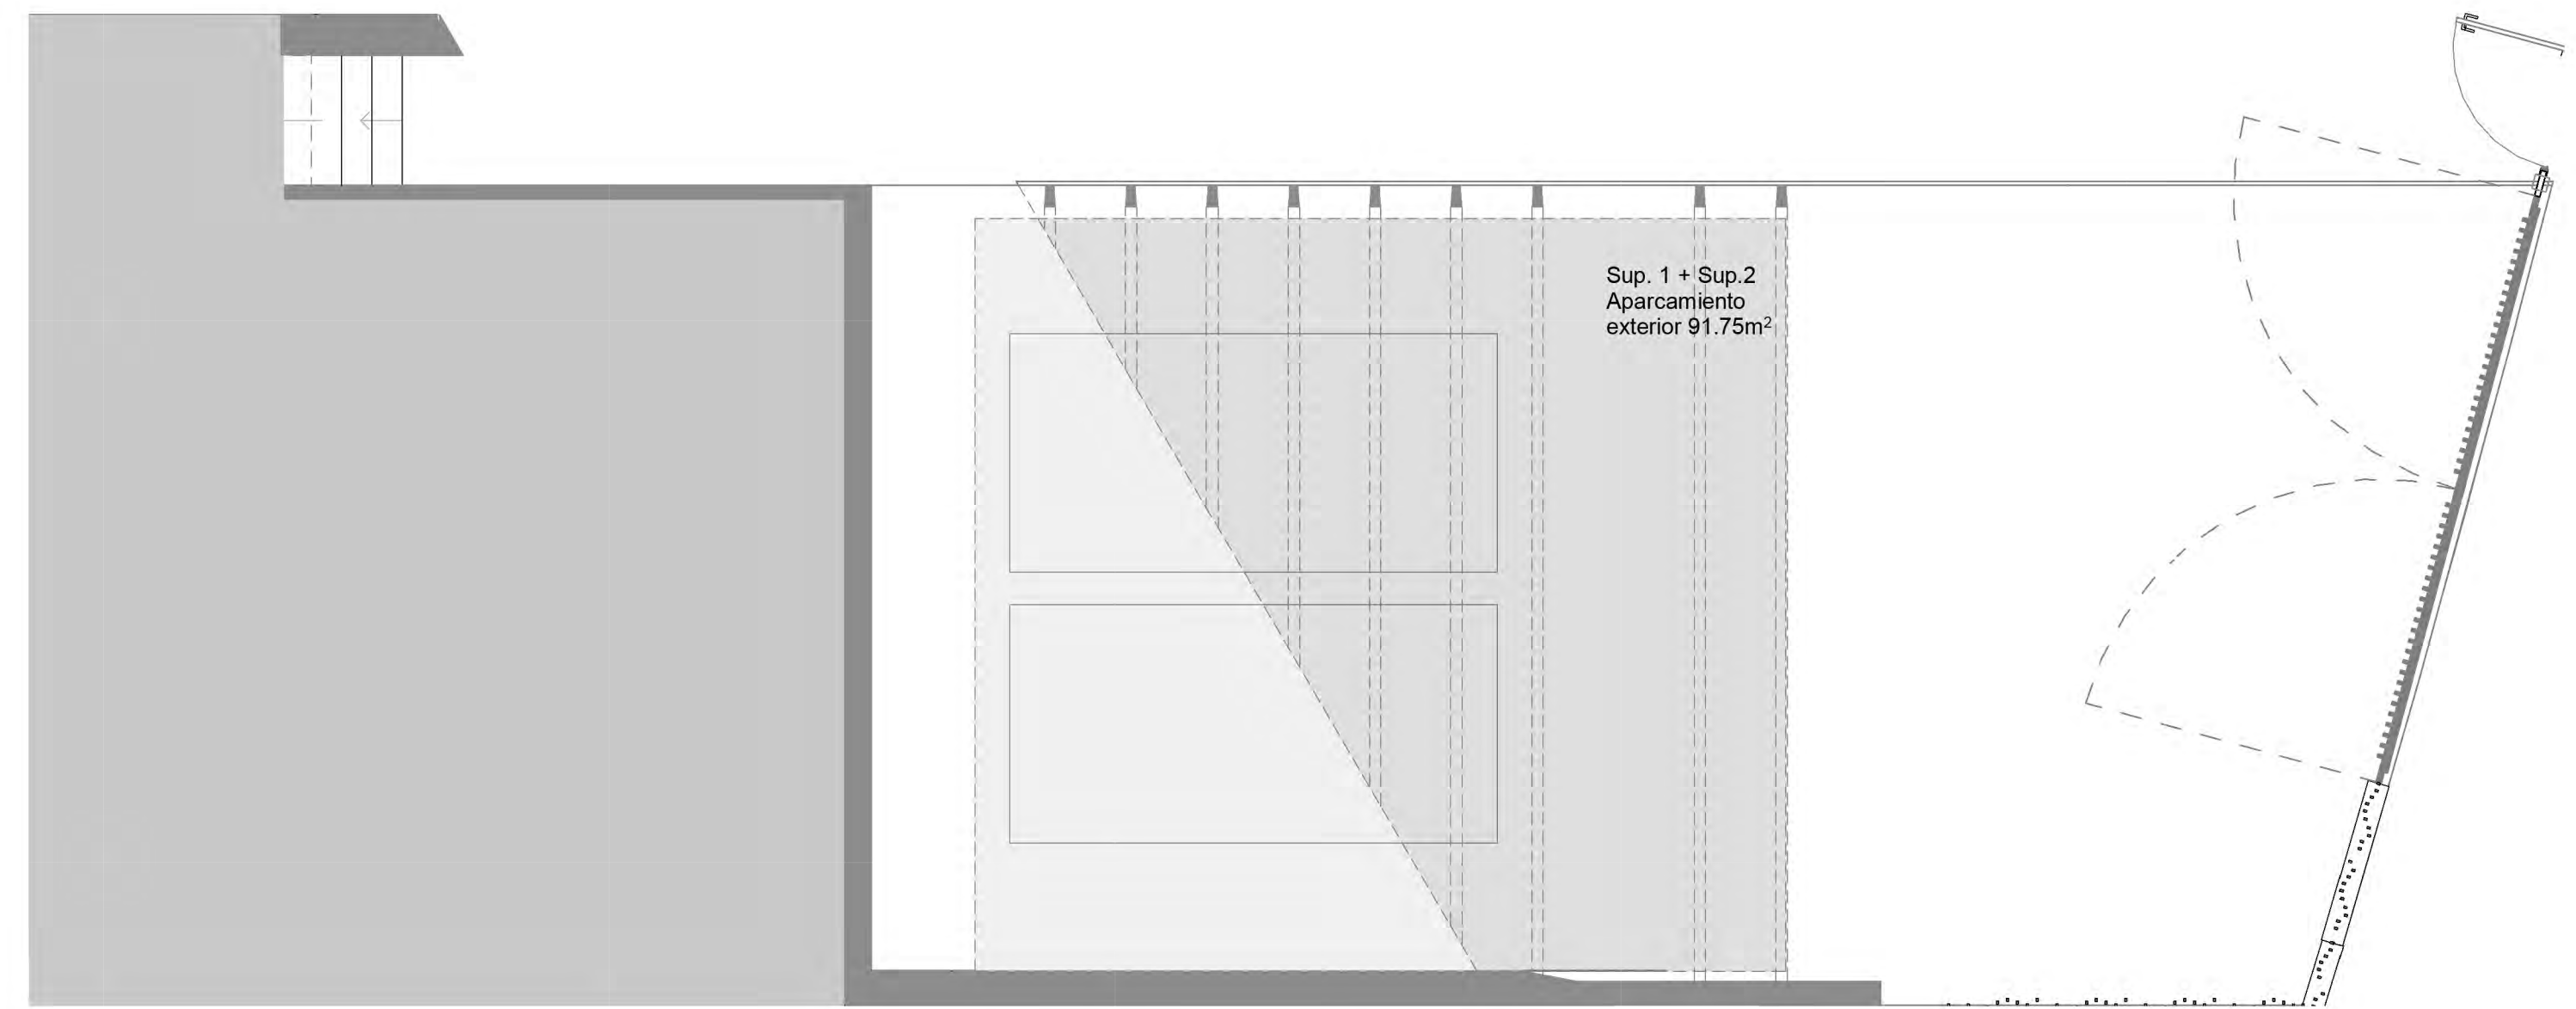 Sup. 1 + Sup.2
Aparcamiento
exterior 91.75m²